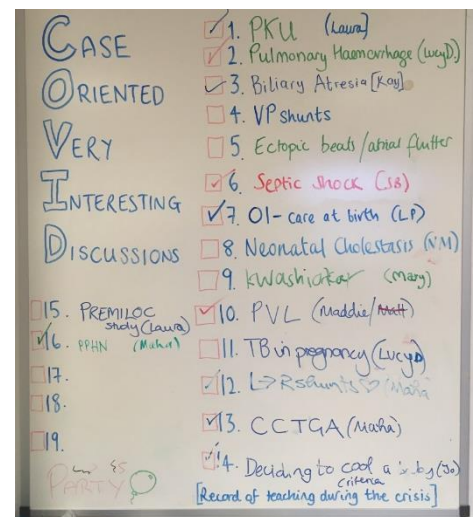 CASE
ORIENTED
VERY
INTERESTING
DISCUSSIONS
1. PKU (Laura)
2. Pulmonary Haemorrhage (LucyD)
3. Biliary Atresia [Kay]
4. VP shunts
5. Ectopic beats/atrial flutter
6. Septic shock (SB)
7. OI - care at birth (LP)
8. Neonatal Cholestasis (NM)
9. Kwashiorkor (Mary)
10. PVL (Maddie/Matt)
11. TB in pregnancy (LucyD)
12. L→R shunts (Maha
13. CCTGA (Maha)
14. Deciding to cool a (Jo)
criteria
[Record of teaching during the crisis]
15. PREMILOC
study (Laura)
16. PPHN
17.
18.
19.
PARTY